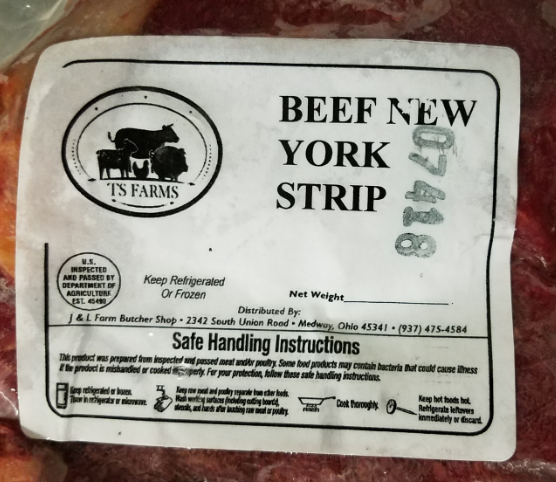 BEEF NEW
YORK
STRIP
07418
TS FARMS
U.S.
INSPECTED
AND PASSED BY
DEPARTMENT OF
AGRICULTURE
EST. 45490
Keep Refrigerated
Or Frozen
Net Weight
Distributed By:
J & L Farm Butcher Shop • 2342 South Union Road • Medway, Ohio 45341 • (937) 475-4584
Safe Handling Instructions
This product was prepared from inspected and passed meat and/or poultry. Some food products may contain bacteria that could cause illness
if the product is mishandled or cooked improperly. For your protection, follow these safe handling instructions.
Keep refrigerated or frozen.
Thaw in refrigerator or microwave.
Keep raw meat and poultry separate from other foods.
Wash working surfaces (including cutting boards),
utensils, and hands after touching raw meat or poultry.
Cook thoroughly.
Keep hot foods hot.
Refrigerate leftovers
immediately or discard.